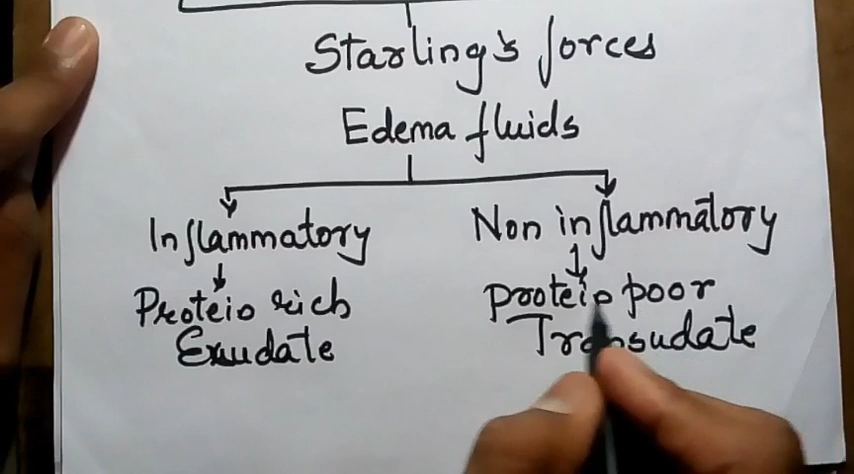 Starling's forces
Edema fluids
Inflammatory
Non inflammatory
Protein rich
Exudate
protein poor
Transudate